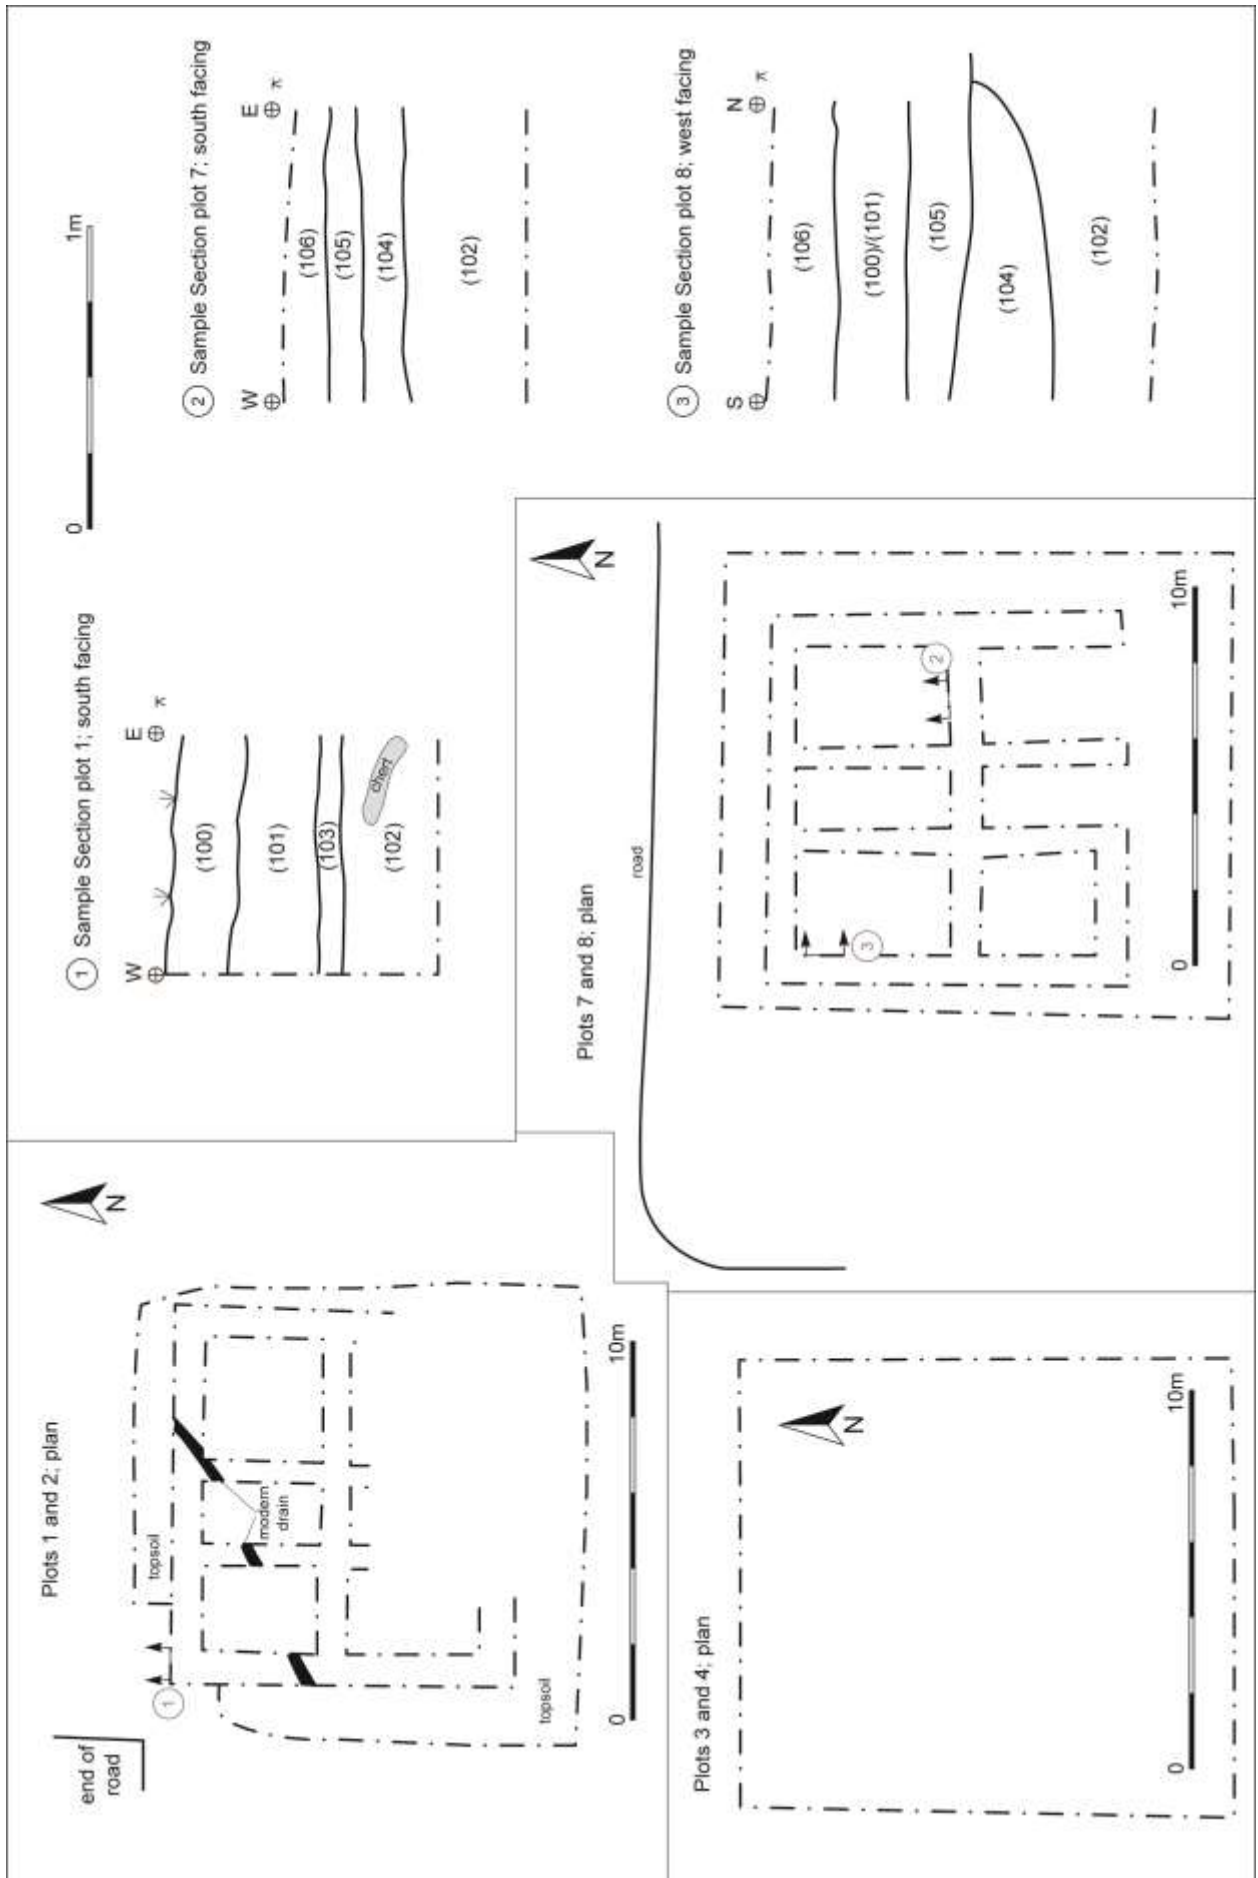 Plots 1 and 2; plan
end of
road
1
topsoil
modern
drain
topsoil
N
0
10m
Plots 3 and 4; plan
N
0
10m
1 Sample Section plot 1; south facing
W
E
(100)
(101)
(103)
(102)
chert
0
1m
2 Sample Section plot 7; south facing
W
E
(106)
(105)
(104)
(102)
Plots 7 and 8; plan
N
road
3
2
0
10m
3 Sample Section plot 8; west facing
S
N
(106)
(100)/(101)
(105)
(104)
(102)